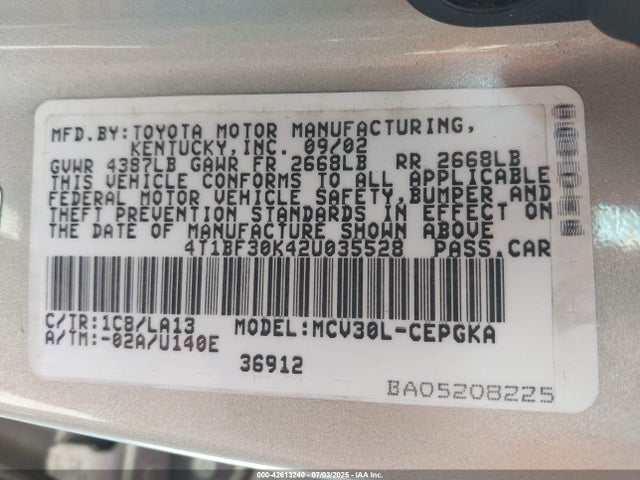 MFD.BY:TOYOTA MOTOR MANUFACTURING,
KENTUCKY,INC. 09/02
GVWR 4387LB GAWR FR 2668LB RR 2668LB
THIS VEHICLE CONFORMS TO ALL APPLICABLE
FEDERAL MOTOR VEHICLE SAFETY,BUMPER AND
THEFT PREVENTION STANDARDS IN EFFECT ON
THE DATE OF MANUFACTURE SHOWN ABOVE
4T1BF30K42U035528 PASS.CAR
C/TR:1C8/LA13 MODEL:MCV30L-CEPGKA
A/TM:-02A/U140E
36912
BA05208225
000-42613240 - 07/03/2025 - IAA Inc.